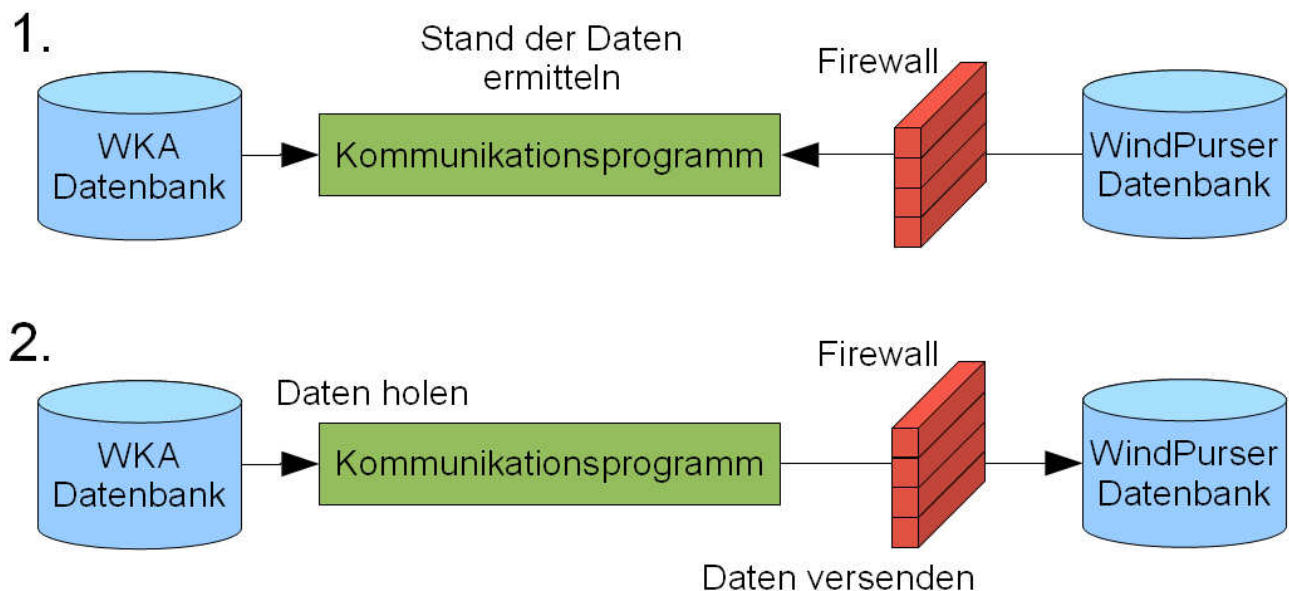 1.
Stand der Daten
ermitteln
Firewall
WKA
Datenbank
Kommunikationsprogramm
WindPurser
Datenbank
2.
Firewall
Daten holen
WKA
Datenbank
Kommunikationsprogramm
WindPurser
Datenbank
Daten versenden